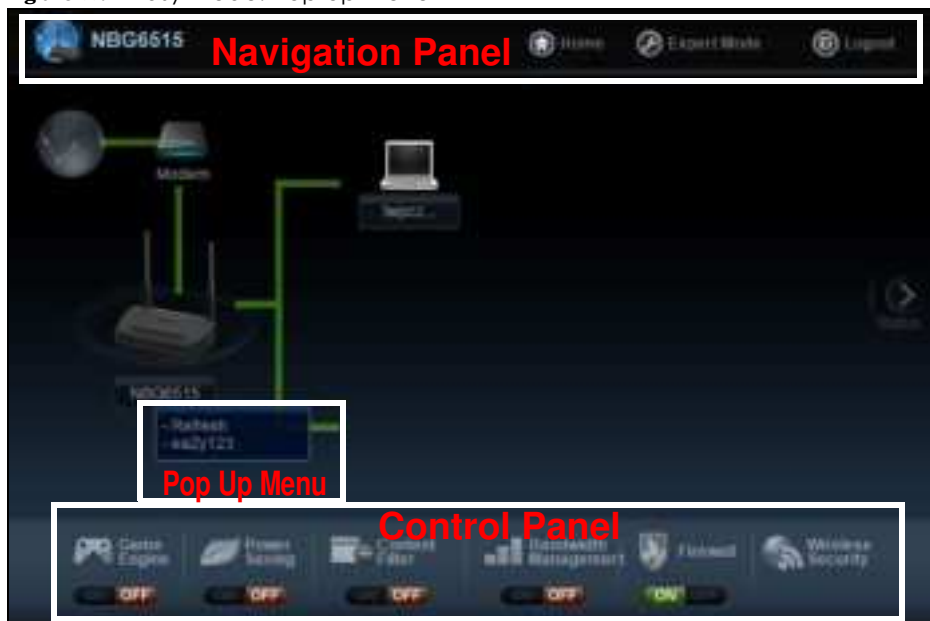 NBG6515
Navigation Panel
Home
Expert Mode
Logout
Modem
NBG6515
- Refresh
Pop Up Menu
Control Panel
Game Engine
Power Saving
Content Filter
Bandwidth Management
Firewall
Wireless Security
OFF
OFF
OFF
OFF
ON